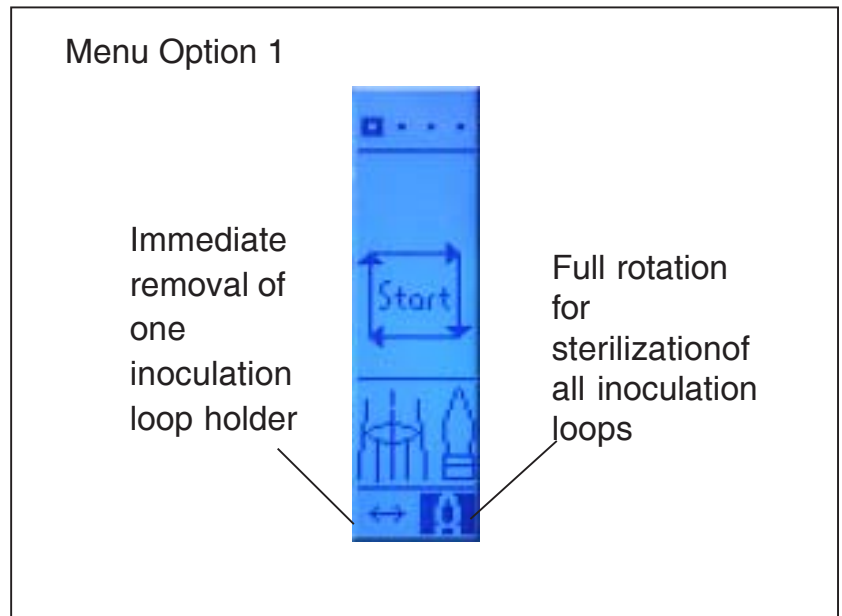 Menu Option 1
Immediate
removal of
one
inoculation
loop holder
Start
Full rotation
for
sterilizationof
all inoculation
loops